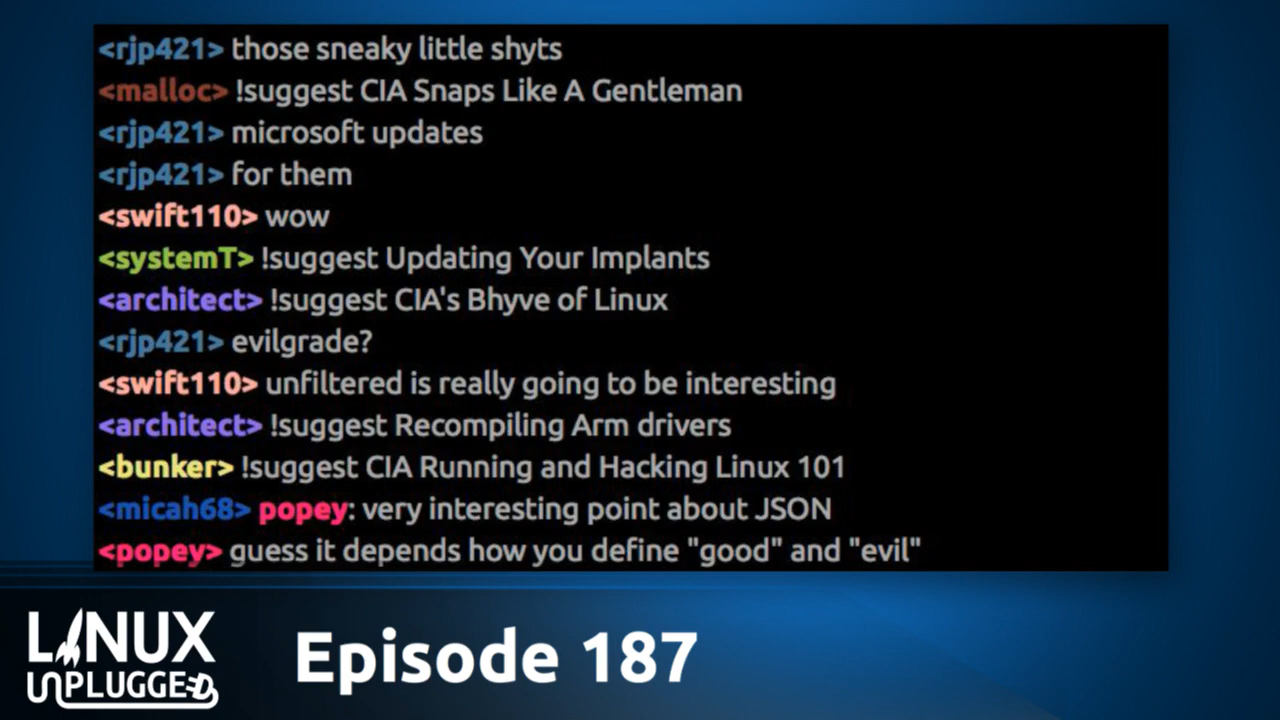 <rjp421> those sneaky little shyts
<malloc> !suggest CIA Snaps Like A Gentleman
<rjp421> microsoft updates
<rjp421> for them
<swift110> wow
<systemT> !suggest Updating Your Implants
<architect> !suggest CIA's Bhyve of Linux
<rjp421> evilgrade?
<swift110> unfiltered is really going to be interesting
<architect> !suggest Recompiling Arm drivers
<bunker> !suggest CIA Running and Hacking Linux 101
<micah68> popey: very interesting point about JSON
<popey> guess it depends how you define "good" and "evil"
LINUX
UNPLUGGED
Episode 187